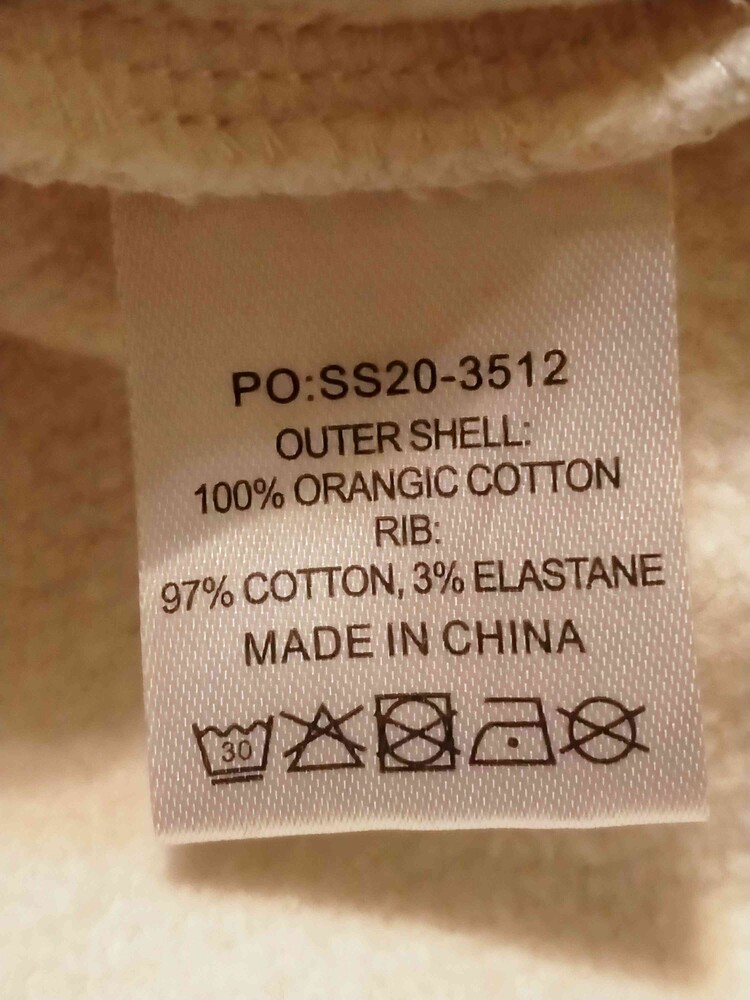 PO:SS20-3512
OUTER SHELL:
100% ORANGIC COTTON
RIB:
97% COTTON, 3% ELASTANE
MADE IN CHINA
30